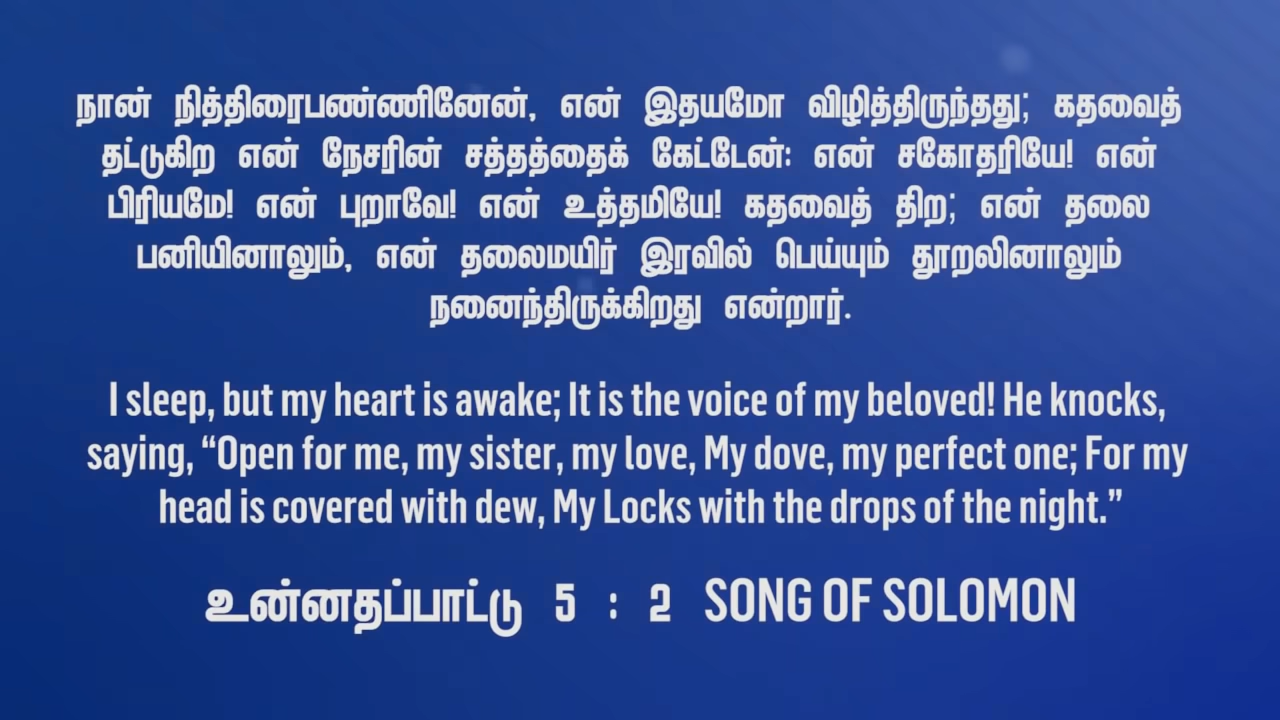 நான் நித்திரைபண்ணினேன், என் இதயமோ விழித்திருந்தது; கதவைத்
தட்டுகிற என் நேசரின் சத்தத்தைக் கேட்டேன்: என் சகோதரியே! என்
பிரியமே! என் புறாவே! என் உத்தமியே! கதவைத் திற; என் தலை
பனியினாலும், என் தலைமயிர் இரவில் பெய்யும் தூறலினாலும்
நனைந்திருக்கிறது என்றார்.
I sleep, but my heart is awake; It is the voice of my beloved! He knocks,
saying, “Open for me, my sister, my love, My dove, my perfect one; For my
head is covered with dew, My Locks with the drops of the night.”
உன்னதப்பாட்டு 5 : 2 SONG OF SOLOMON